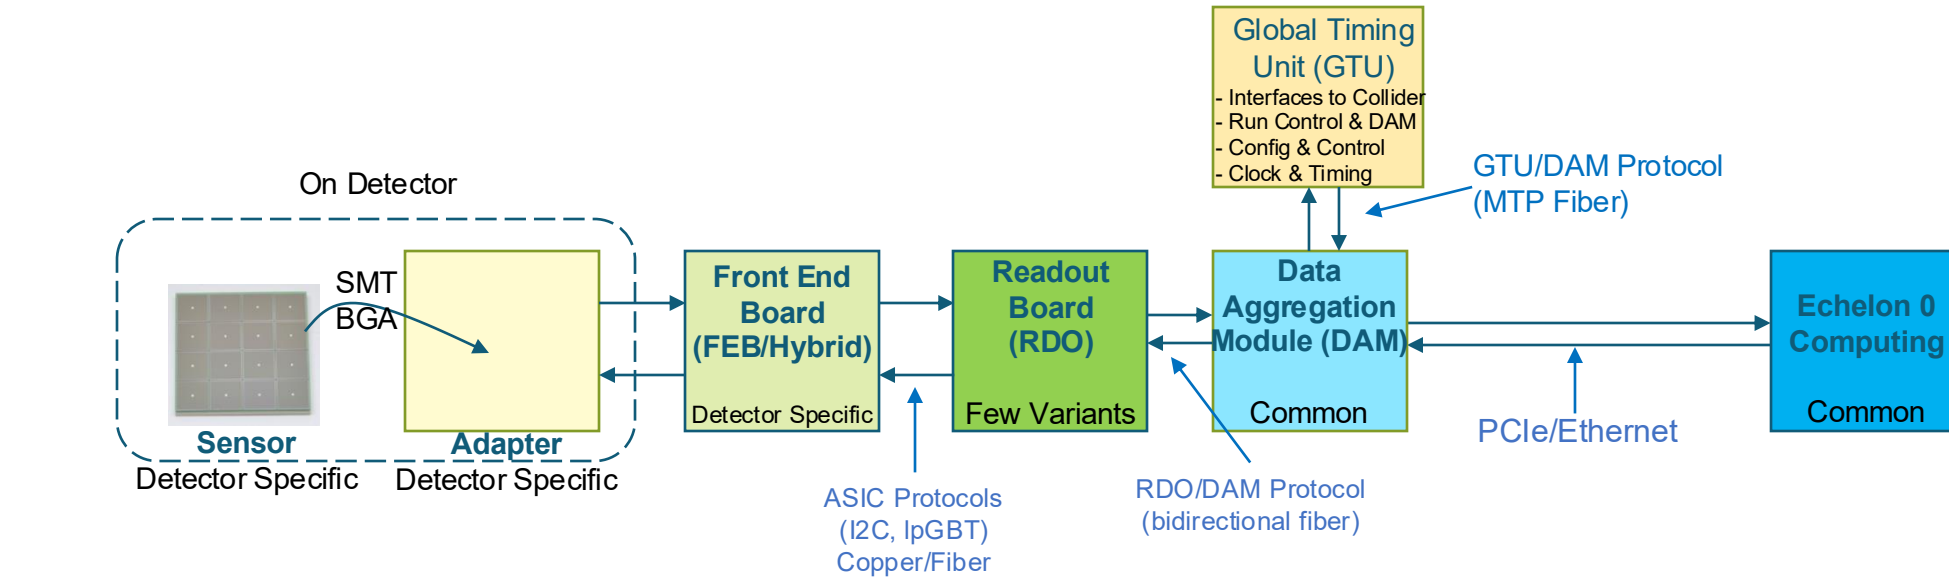 Global Timing
Unit (GTU)
- Interfaces to Collider
- Run Control & DAM
- Config & Control
- Clock & Timing
GTU/DAM Protocol
(MTP Fiber)
On Detector
SMT
BGA
Sensor
Detector Specific
Adapter
Detector Specific
Front End
Board
(FEB/Hybrid)
Detector Specific
Readout
Board
(RDO)
Few Variants
Data
Aggregation
Module (DAM)
Common
Echelon 0
Computing
Common
PCIe/Ethernet
ASIC Protocols
(I2C, lpGBT)
Copper/Fiber
RDO/DAM Protocol
(bidirectional fiber)